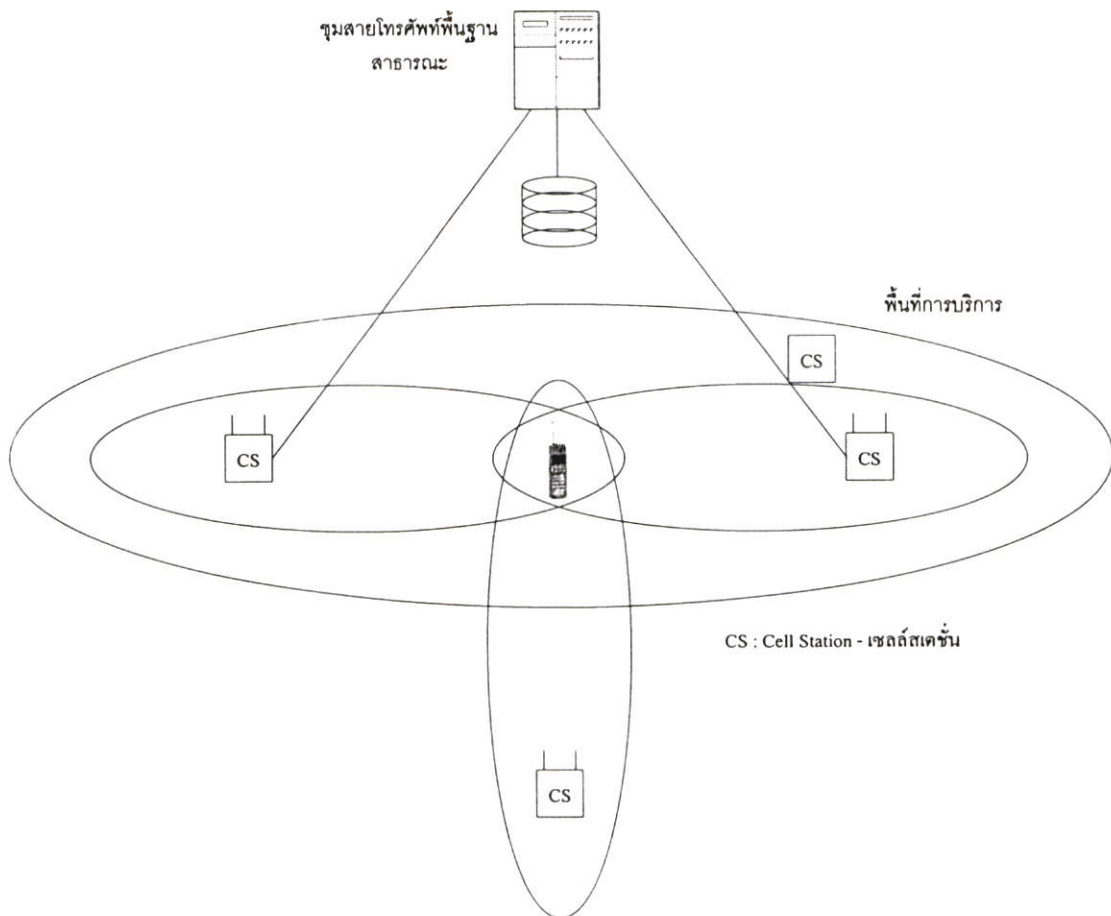 ชุมสายโทรศัพท์พื้นฐาน
สาธารณะ
พื้นที่การบริการ
CS
CS
CS
CS : Cell Station - เซลล์สเตชั่น
CS